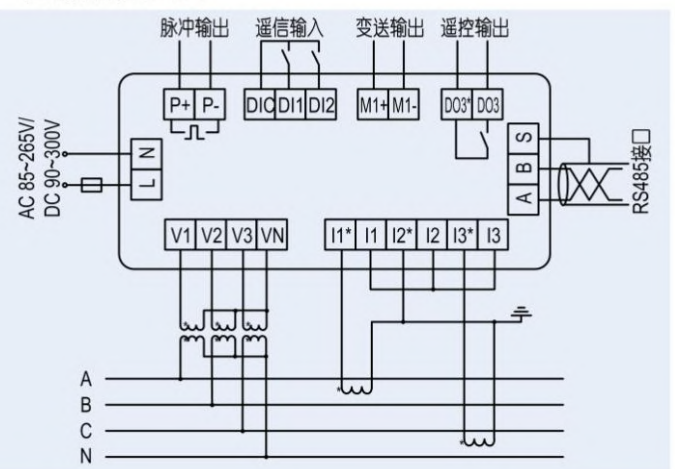 脉冲输出 遥信输入 变送输出 遥控输出
P+ P- DIC DI1 DI2 M1+ M1- DO3* DO3
AC 85~265V/
DC 90~300V
N
L
S
B
A
RS485接口
V1 V2 V3 VN I1* I1 I2* I2 I3* I3
A
B
C
N